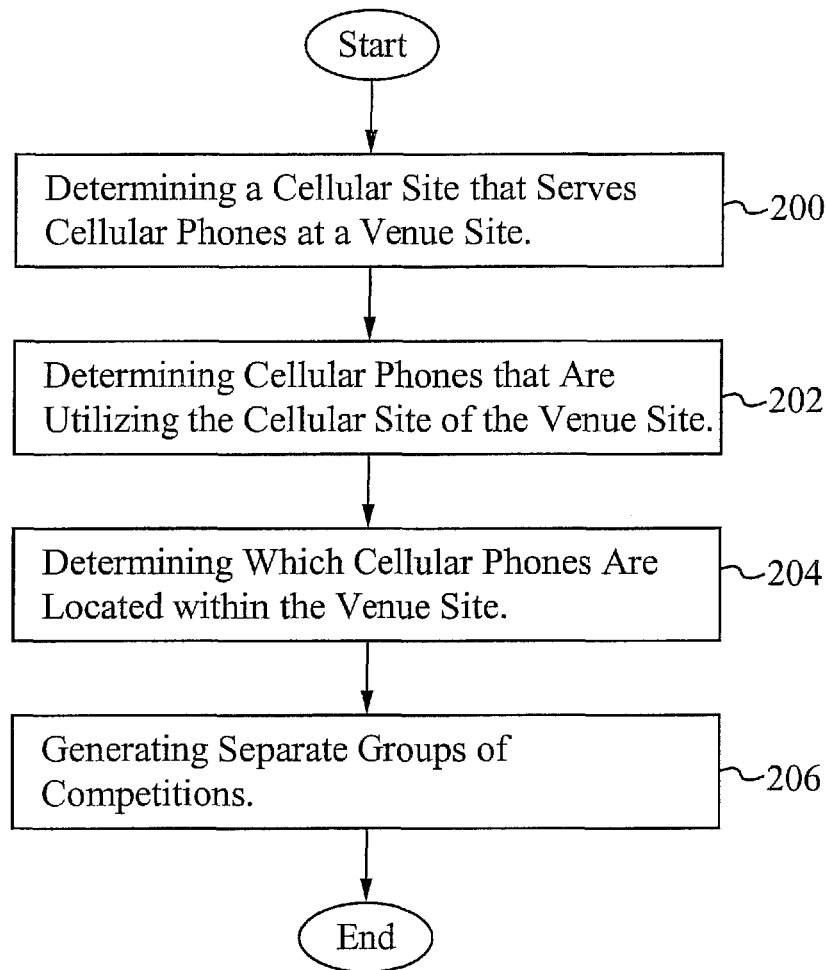 Start
Determining a Cellular Site that Serves
Cellular Phones at a Venue Site.
200
Determining Cellular Phones that Are
Utilizing the Cellular Site of the Venue Site.
202
Determining Which Cellular Phones Are
Located within the Venue Site.
204
Generating Separate Groups of
Competitions.
206
End